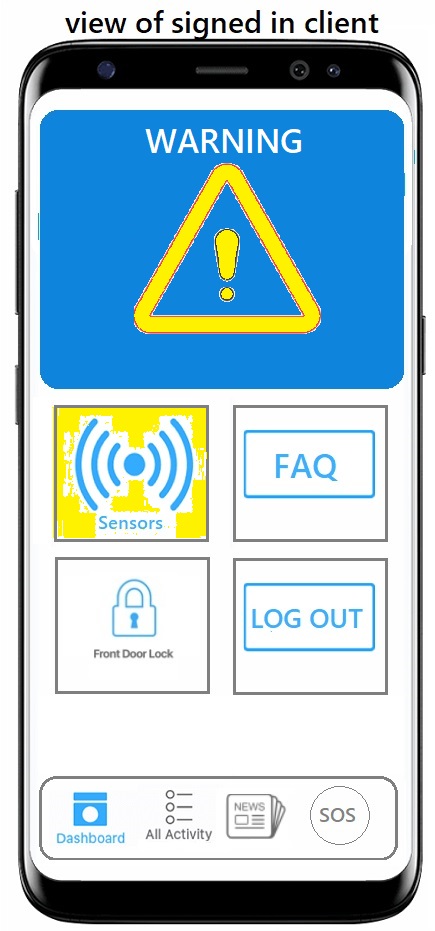 view of signed in client
WARNING
!
Sensors
FAQ
Front Door Lock
LOG OUT
Dashboard
All Activity
NEWS
SOS